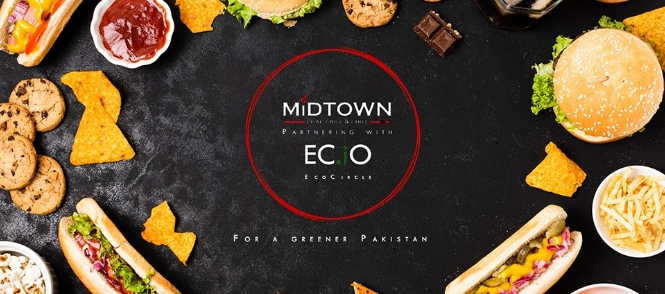 MIDTOWN
PARTNERING WITH
EC.iO
ECOCIRCLE
FOR A GREENER PAKISTAN